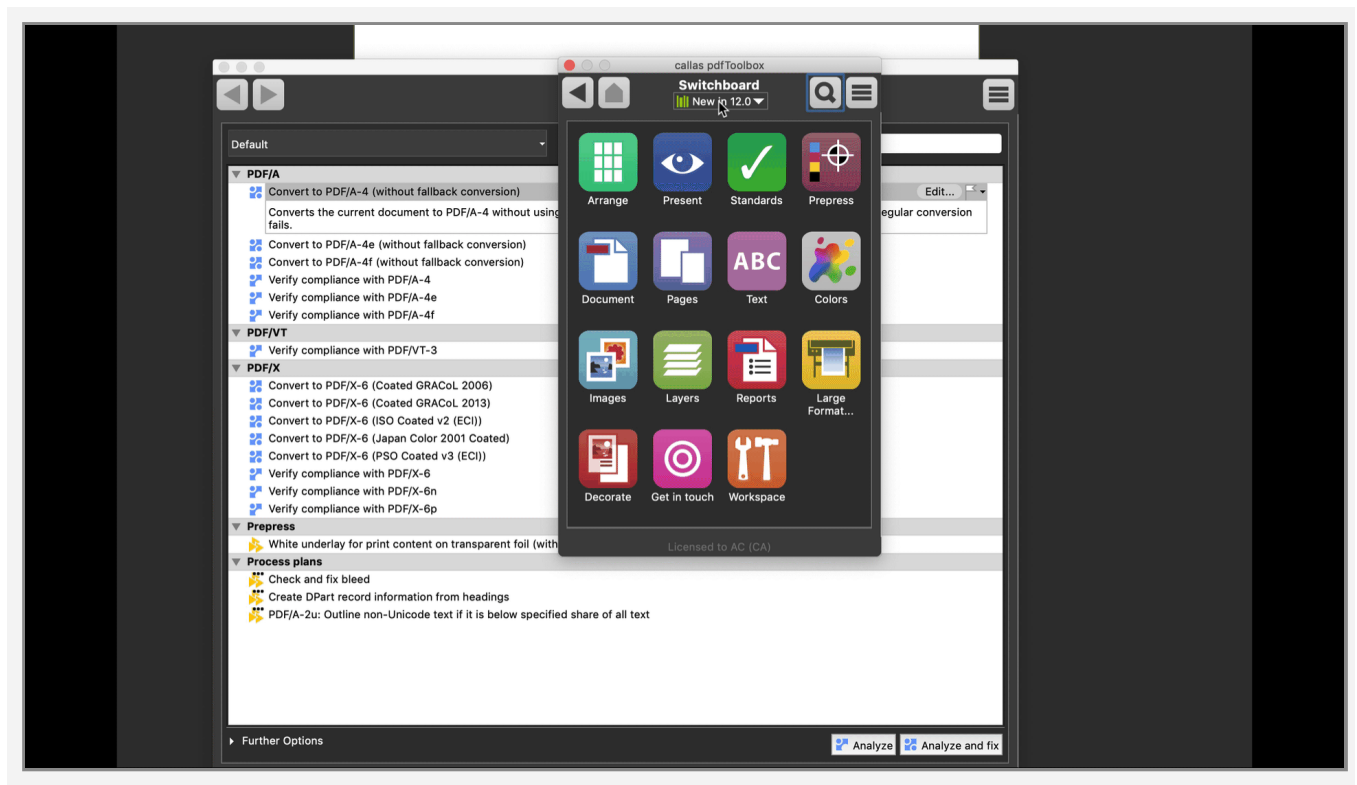 callas pdfToolbox
Switchboard
New in 12.0
Default
PDF/A
Convert to PDF/A-4 (without fallback conversion)
Edit...
Converts the current document to PDF/A-4 without using
egular conversion
fails.
Convert to PDF/A-4e (without fallback conversion)
Convert to PDF/A-4f (without fallback conversion)
Verify compliance with PDF/A-4
Verify compliance with PDF/A-4e
Verify compliance with PDF/A-4f
PDF/VT
Verify compliance with PDF/VT-3
PDF/X
Convert to PDF/X-6 (Coated GRACoL 2006)
Convert to PDF/X-6 (Coated GRACoL 2013)
Convert to PDF/X-6 (ISO Coated v2 (ECI))
Convert to PDF/X-6 (Japan Color 2001 Coated)
Convert to PDF/X-6 (PSO Coated v3 (ECI))
Verify compliance with PDF/X-6
Verify compliance with PDF/X-6n
Verify compliance with PDF/X-6p
Prepress
White underlay for print content on transparent foil (with
Process plans
Check and fix bleed
Create DPart record information from headings
PDF/A-2u: Outline non-Unicode text if it is below specified share of all text
Further Options
Analyze
Analyze and fix
Arrange
Present
Standards
Prepress
Document
Pages
ABC
Text
Colors
Images
Layers
Reports
Large
Format...
Decorate
Get in touch
Workspace
Licensed to AC (CA)